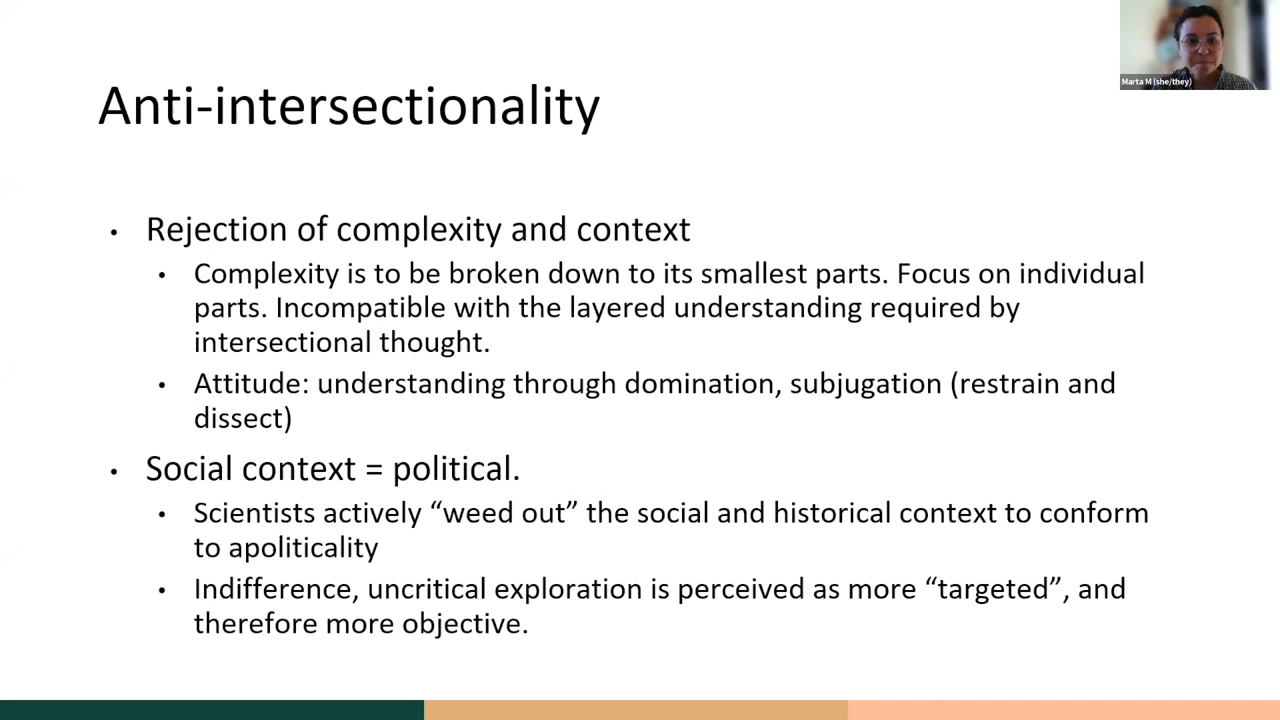 Marta M (she/they)
Anti-intersectionality
• Rejection of complexity and context
• Complexity is to be broken down to its smallest parts. Focus on individual
parts. Incompatible with the layered understanding required by
intersectional thought.
• Attitude: understanding through domination, subjugation (restrain and
dissect)
• Social context = political.
• Scientists actively “weed out” the social and historical context to conform
to apoliticality
• Indifference, uncritical exploration is perceived as more “targeted”, and
therefore more objective.